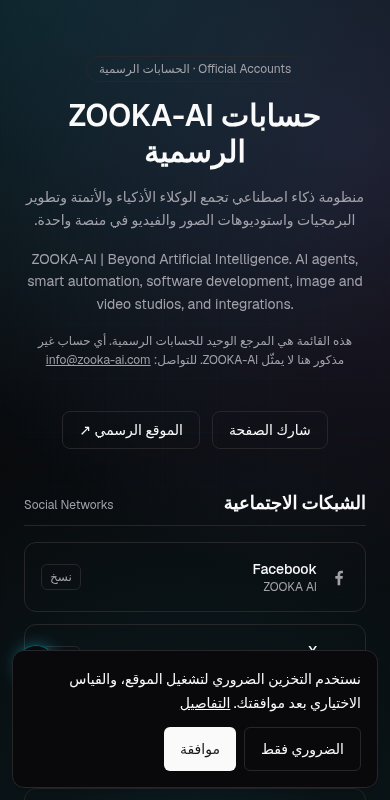 الحسابات الرسمية · Official Accounts
حسابات ZOOKA-AI
الرسمية
منظومة ذكاء اصطناعي تجمع الوكلاء الأذكياء والأتمتة وتطوير
البرمجيات واستوديوهات الصور والفيديو في منصة واحدة.
ZOOKA-AI | Beyond Artificial Intelligence. AI agents,
smart automation, software development, image and
video studios, and integrations.
هذه القائمة هي المرجع الوحيد للحسابات الرسمية. أي حساب غير
مذكور هنا لا يمثّل ZOOKA-AI. للتواصل: info@zooka-ai.com
شارك الصفحة
الموقع الرسمي ↗
الشبكات الاجتماعية
Social Networks
Facebook
ZOOKA AI
نسخ
نستخدم التخزين الضروري لتشغيل الموقع، والقياس
الاختياري بعد موافقتك. التفاصيل
الضروري فقط
موافقة